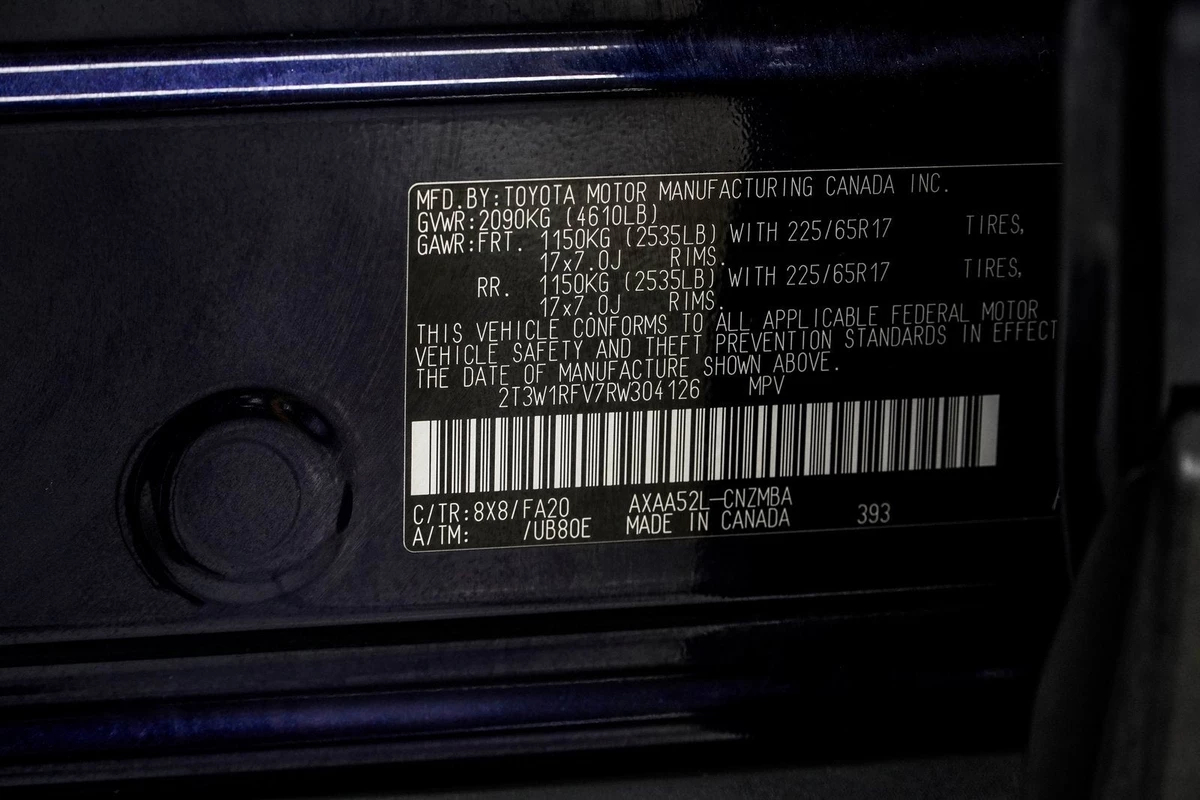 MFD.BY:TOYOTA MOTOR MANUFACTURING CANADA INC.
GVWR:2090KG (4610LB)
GAWR:FRT. 1150KG (2535LB) WITH 225/65R17 TIRES,
17x7.0J RIMS.
RR. 1150KG (2535LB) WITH 225/65R17 TIRES,
17x7.0J RIMS.
THIS VEHICLE CONFORMS TO ALL APPLICABLE FEDERAL MOTOR
VEHICLE SAFETY AND THEFT PREVENTION STANDARDS IN EFFECT
THE DATE OF MANUFACTURE SHOWN ABOVE.
2T3W1RFV7RW304126 MPV
C/TR:8X8/FA20 AXAA52L-CNZMBA
A/TM: /UB80E MADE IN CANADA 393